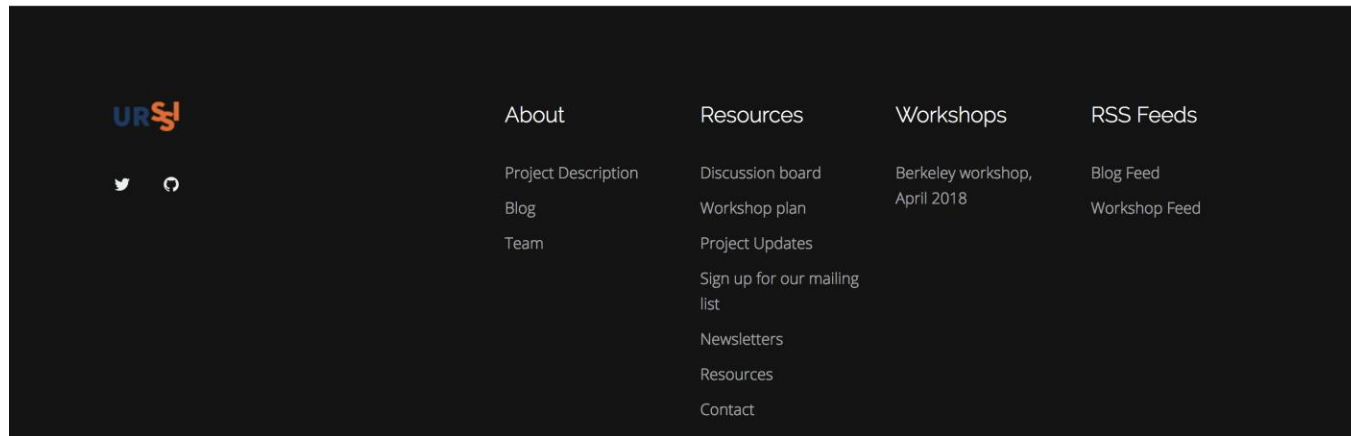 URSSI
About
Project Description
Blog
Team
Resources
Discussion board
Workshop plan
Project Updates
Sign up for our mailing
list
Newsletters
Resources
Contact
Workshops
Berkeley workshop,
April 2018
RSS Feeds
Blog Feed
Workshop Feed